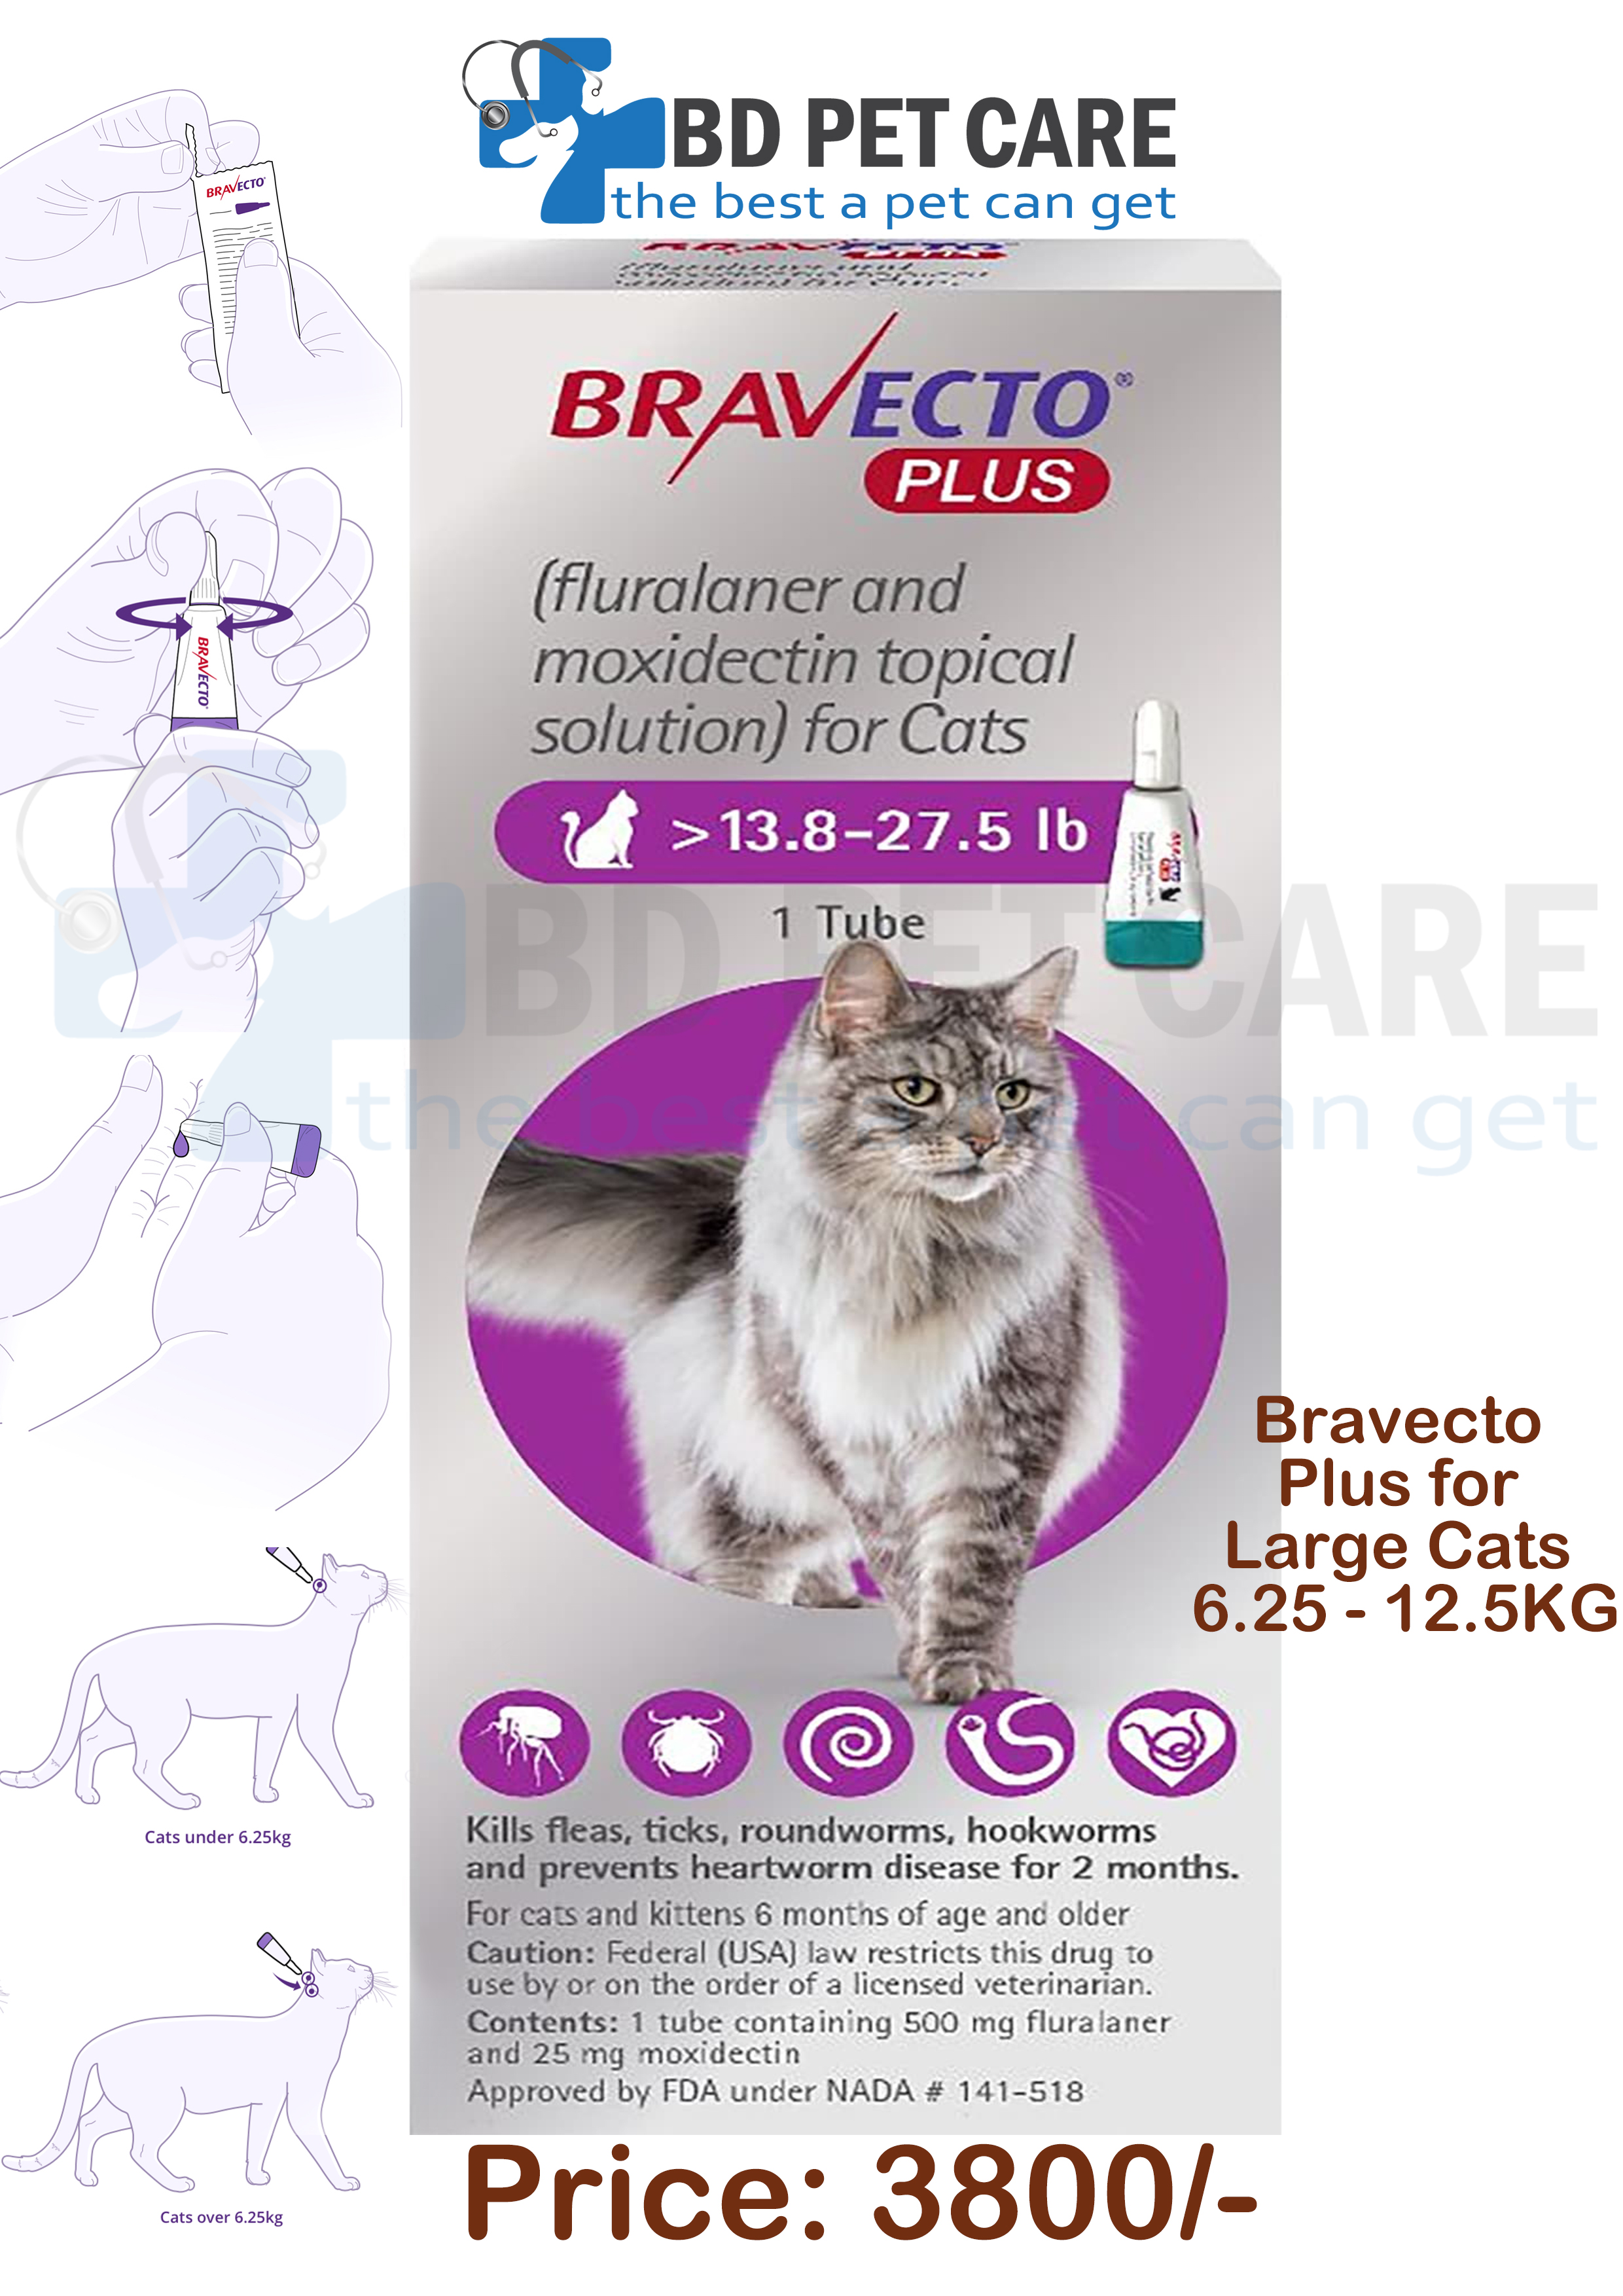 BD PET CARE
the best a pet can get
BRAVECTO
BRAVECTO
PLUS
BRAVECTO®
PLUS
(fluralaner and
moxidectin topical
solution) for Cats
>13.8–27.5 lb
1 Tube
BRAVECTO
BD PET CARE
the best a pet can get
Bravecto
Plus for
Large Cats
6.25 - 12.5KG
Cats under 6.25kg
Cats over 6.25kg
Kills fleas, ticks, roundworms, hookworms
and prevents heartworm disease for 2 months.
For cats and kittens 6 months of age and older
Caution: Federal (USA) law restricts this drug to
use by or on the order of a licensed veterinarian.
Contents: 1 tube containing 500 mg fluralaner
and 25 mg moxidectin
Approved by FDA under NADA # 141-518
Price: 3800/-